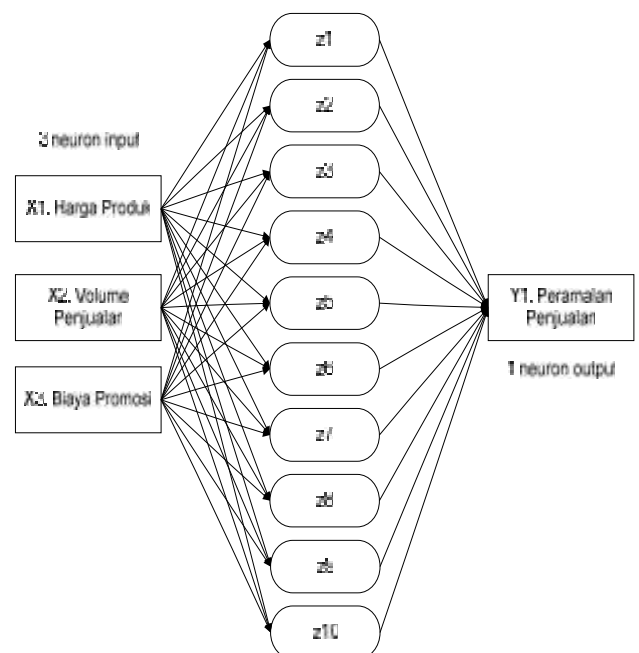 3 neuron input
X1. Harga Produk
X2. Volume
Penjualan
X3. Biaya Promosi
z1
z2
z3
z4
z5
z6
z7
z8
z9
z10
Y1. Peramalan
Penjualan
1 neuron output